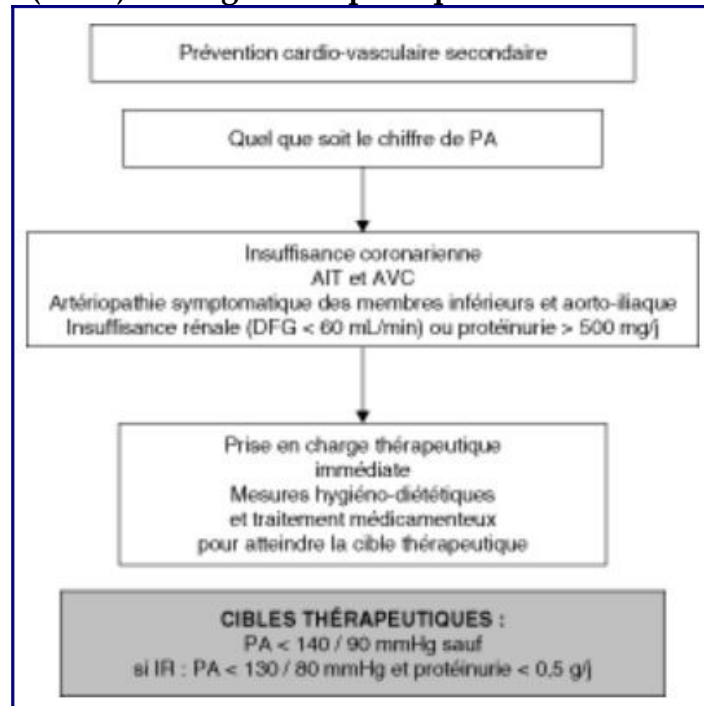 Prévention cardio-vasculaire secondaire
Quel que soit le chiffre de PA
Insuffisance coronarienne
AIT et AVC
Artériopathie symptomatique des membres inférieurs et aorto-iliaque
Insuffisance rénale (DFG < 60 mL/min) ou protéinurie > 500 mg/j
Prise en charge thérapeutique
immédiate
Mesures hygiéno-diététiques
et traitement médicamenteux
pour atteindre la cible thérapeutique
CIBLES THÉRAPEUTIQUES :
PA < 140 / 90 mmHg sauf
si IR : PA < 130 / 80 mmHg et protéinurie < 0,5 g/j